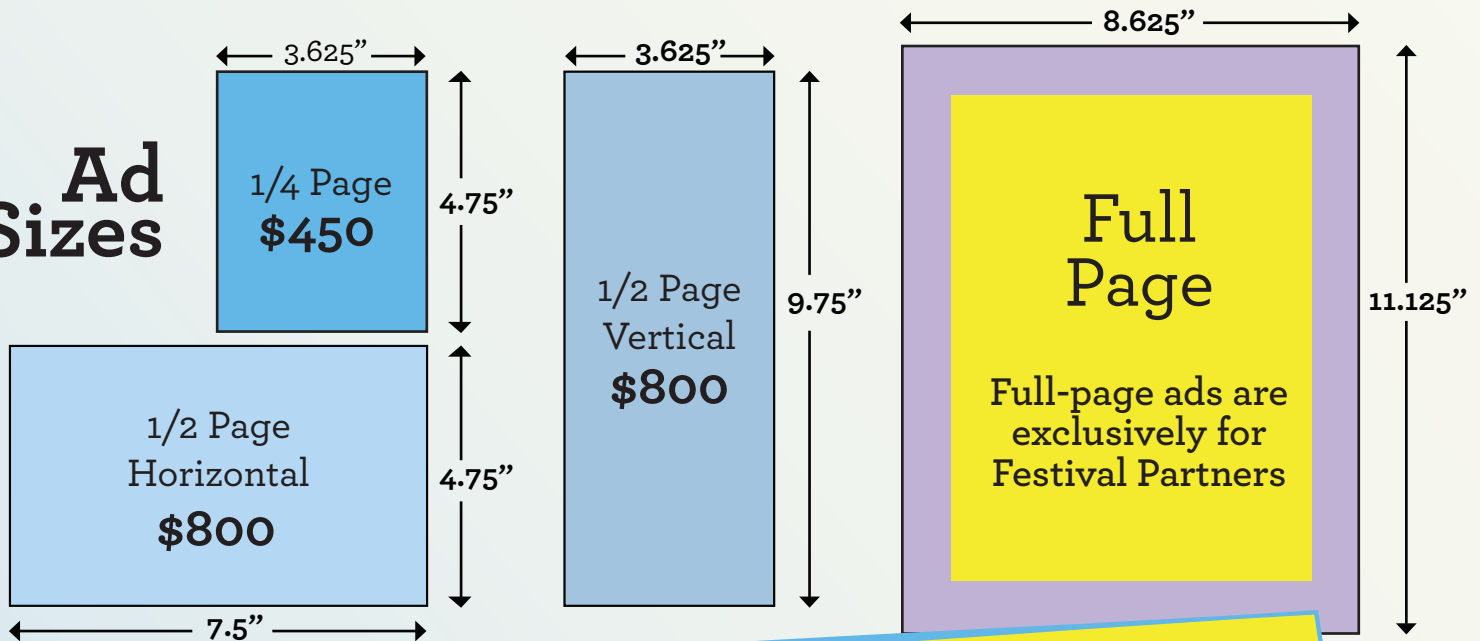 Ad
Sizes
3.625”
1/4 Page
$450
4.75”
1/2 Page
Horizontal
$800
4.75”
7.5”
3.625”
1/2 Page
Vertical
$800
9.75”
8.625”
Full
Page
Full-page ads are
exclusively for
Festival Partners
11.125”